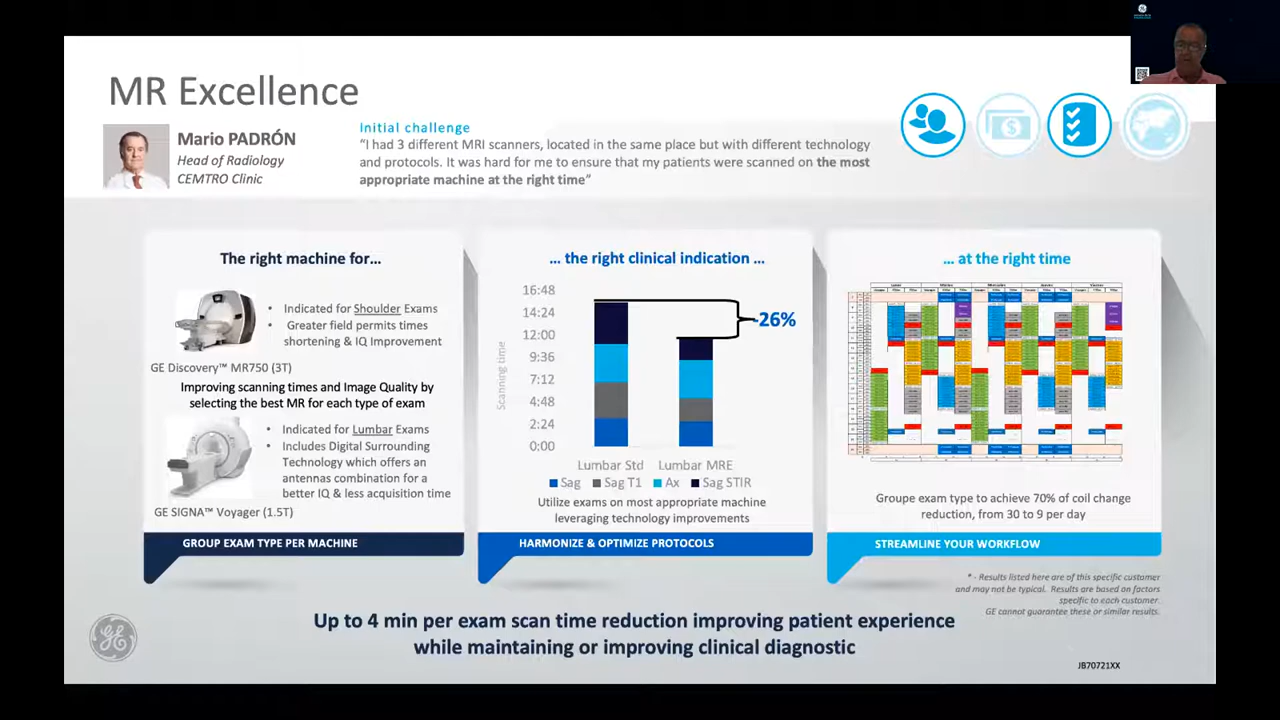 MR Excellence
Mario PADRÓN
Head of Radiology
CEMTRO Clinic
Initial challenge
“I had 3 different MRI scanners, located in the same place but with different technology
and protocols. It was hard for me to ensure that my patients were scanned on the most
appropriate machine at the right time”
The right machine for...
• Indicated for Shoulder Exams
• Greater field permits times
shortening & IQ Improvement
GE Discovery™ MR750 (3T)
Improving scanning times and Image Quality by
selecting the best MR for each type of exam
• Indicated for Lumbar Exams
• Includes Digital Surrounding
Technology which offers an
antennas combination for a
better IQ & less acquisition time
GE SIGNA™ Voyager (1.5T)
GROUP EXAM TYPE PER MACHINE
... the right clinical indication ...
16:48
14:24
12:00
9:36
7:12
4:48
2:24
0:00
Scanning time
-26%
Lumbar Std Lumbar MRE
Sag Sag T1 Ax Sag STIR
Utilize exams on most appropriate machine
leveraging technology improvements
HARMONIZE & OPTIMIZE PROTOCOLS
... at the right time
Groupe exam type to achieve 70% of coil change
reduction, from 30 to 9 per day
STREAMLINE YOUR WORKFLOW
* - Results listed here are of this specific customer
and may not be typical. Results are based on factors
specific to each customer.
GE cannot guarantee these or similar results.
Up to 4 min per exam scan time reduction improving patient experience
while maintaining or improving clinical diagnostic
JB70721XX